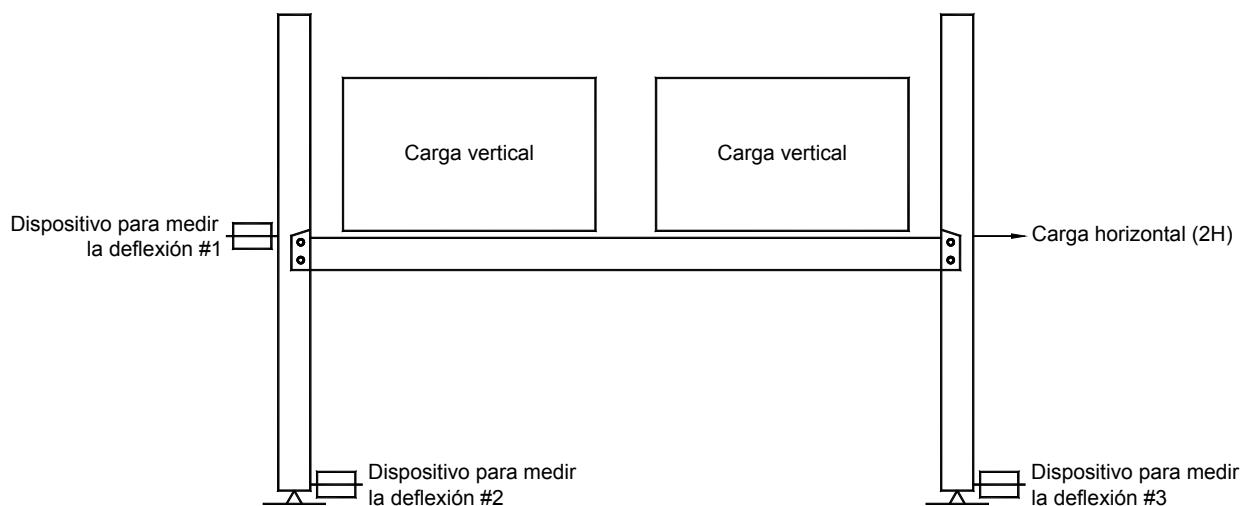 Carga vertical
Carga vertical
Dispositivo para medir
la deflexión #1
Carga horizontal (2H)
Dispositivo para medir
la deflexión #2
Dispositivo para medir
la deflexión #3